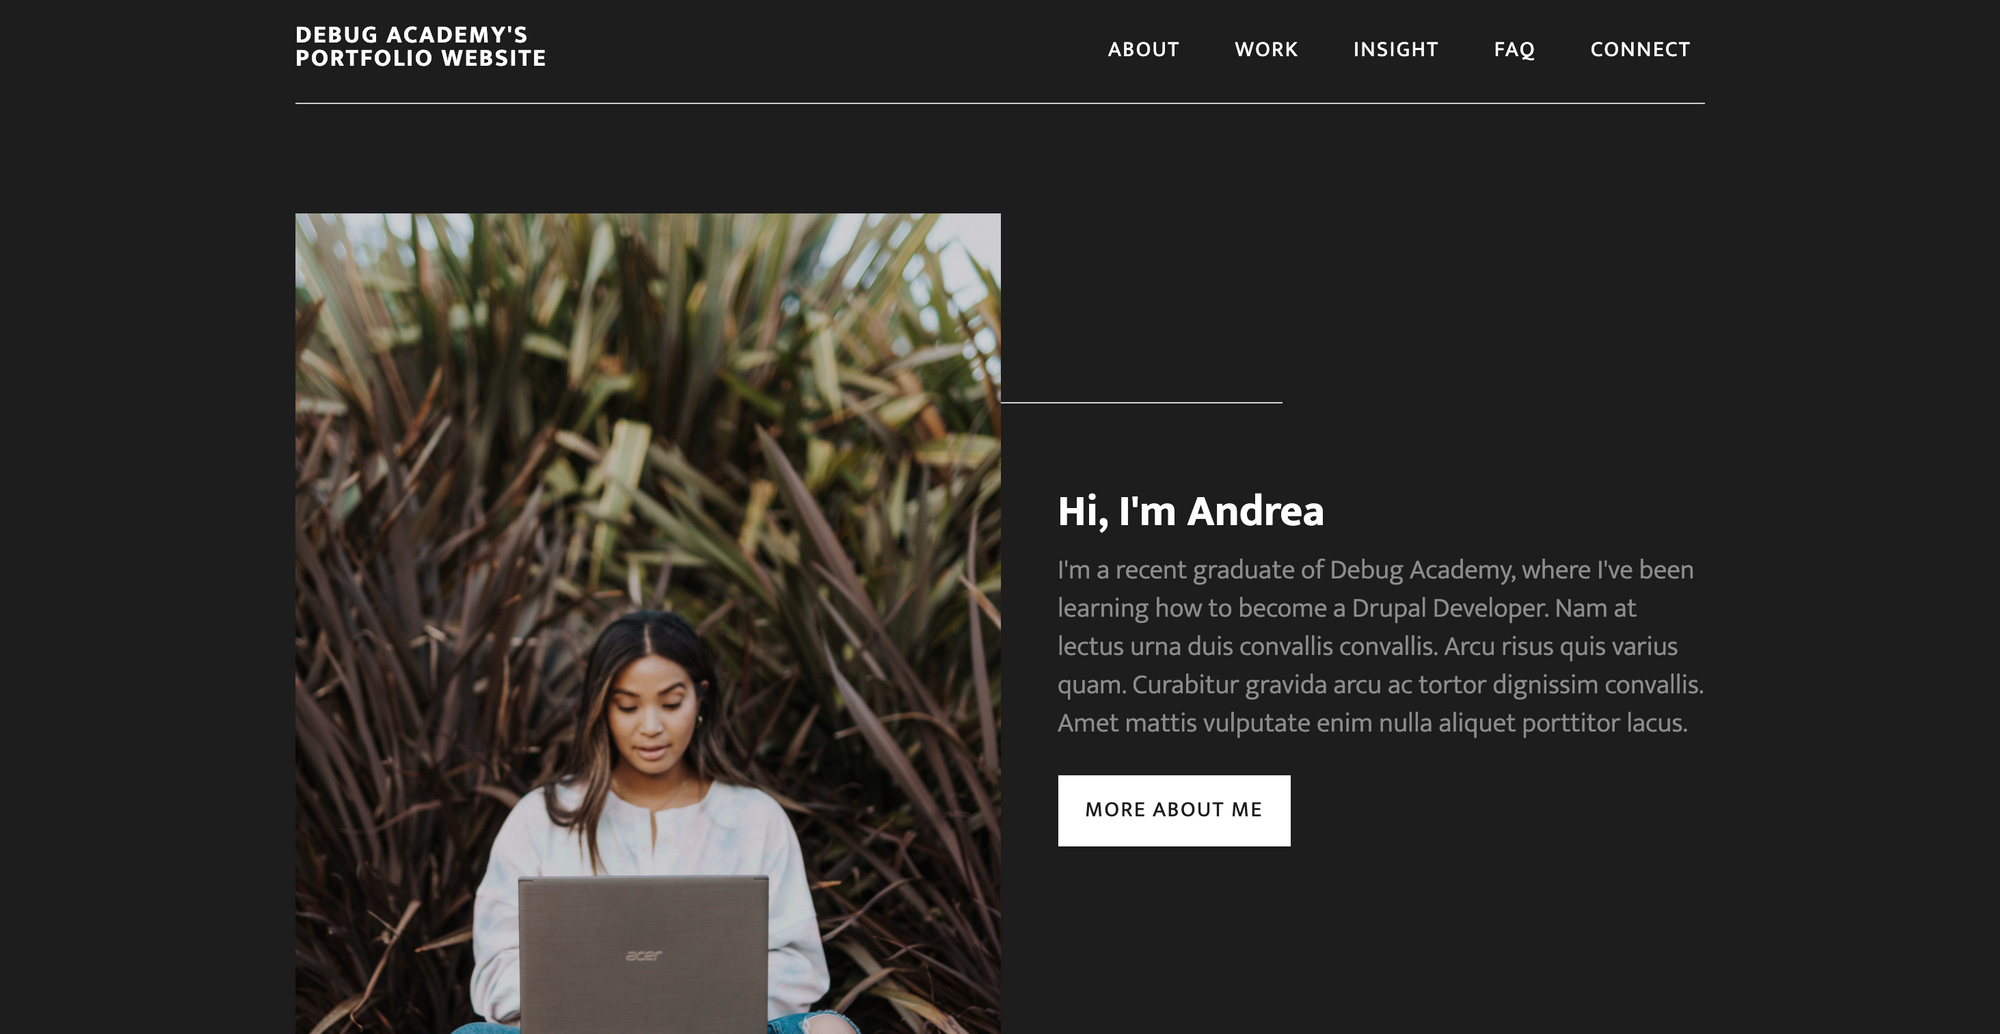 DEBUG ACADEMY'S
PORTFOLIO WEBSITE
ABOUT WORK INSIGHT FAQ CONNECT
Hi, I'm Andrea
I'm a recent graduate of Debug Academy, where I've been
learning how to become a Drupal Developer. Nam at
lectus urna duis convallis convallis. Arcu risus quis varius
quam. Curabitur gravida arcu ac tortor dignissim convallis.
Amet mattis vulputate enim nulla aliquet porttitor lacus.
MORE ABOUT ME
acer